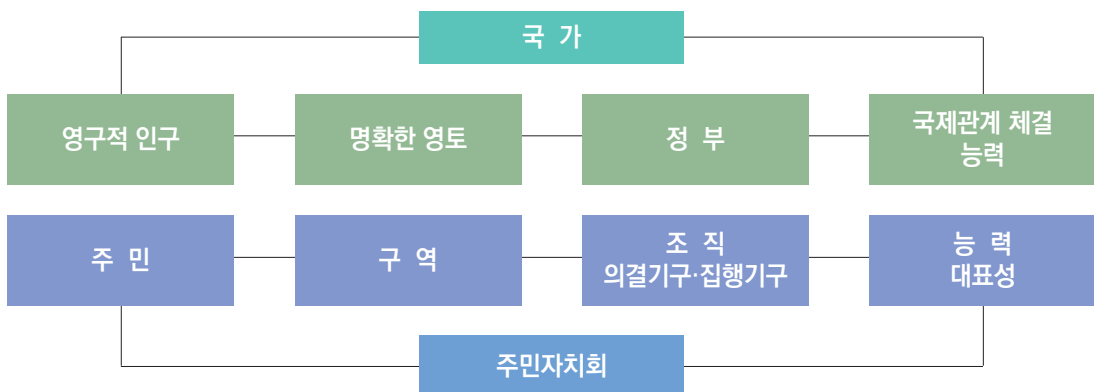 국 가
영구적 인구
명확한 영토
정 부
국제관계 체결
능력
주 민
구 역
조 직
의결기구·집행기구
능 력
대표성
주민자치회